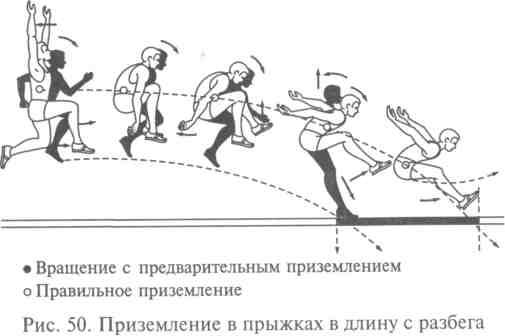 ● Вращение с предварительным приземлением
○ Правильное приземление
Рис. 50. Приземление в прыжках в длину с разбега